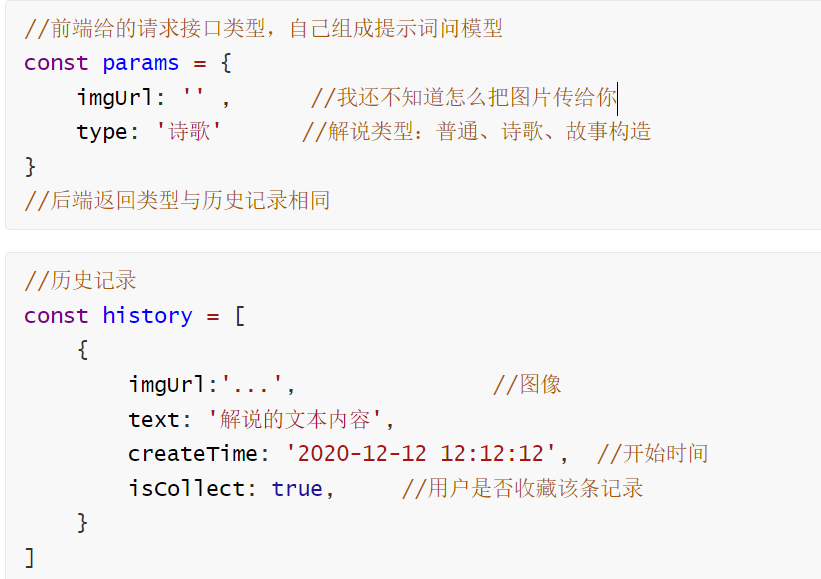 //前端给的请求接口类型，自己组成提示词问模型
const params = {
    imgUrl: '' ,      //我还不知道怎么把图片传给你
    type: '诗歌'      //解说类型：普通、诗歌、故事构造
}
//后端返回类型与历史记录相同
//历史记录
const history = [
    {
        imgUrl:'...',               //图像
        text: '解说的文本内容',
        createTime: '2020-12-12 12:12:12',  //开始时间
        isCollect: true,     //用户是否收藏该条记录
    }
]